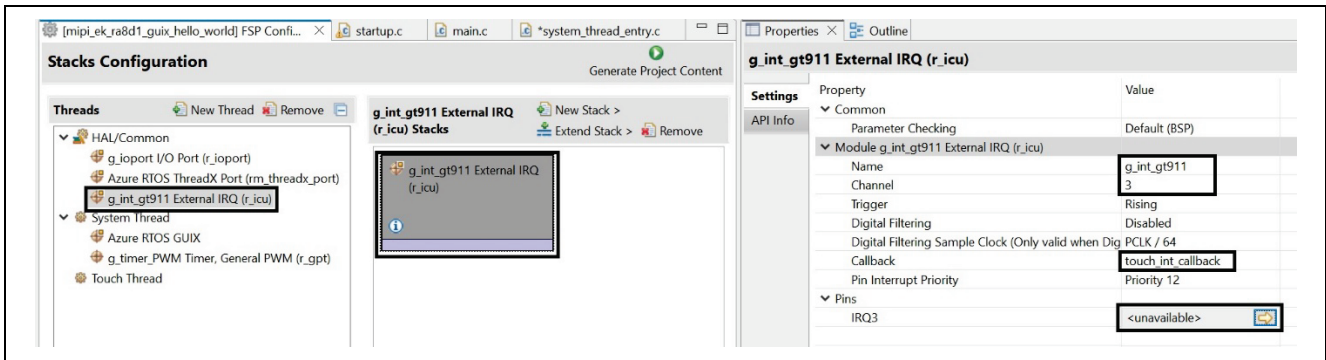 [mipi_ek_ra8d1_guix_hello_world] FSP Confi...
startup.c
main.c
*system_thread_entry.c
Stacks Configuration
Generate Project Content
Threads
New Thread
Remove
HAL/Common
g_ioport I/O Port (r_ioport)
Azure RTOS ThreadX Port (rm_threadx_port)
g_int_gt911 External IRQ (r_icu)
System Thread
Azure RTOS GUIX
g_timer_PWM Timer, General PWM (r_gpt)
Touch Thread
g_int_gt911 External IRQ
(r_icu) Stacks
New Stack >
Extend Stack >
Remove
g_int_gt911 External IRQ
(r_icu)
Properties
Outline
g_int_gt911 External IRQ (r_icu)
Settings
API Info
Property Value
Common
Parameter Checking Default (BSP)
Module g_int_gt911 External IRQ (r_icu)
Name g_int_gt911
Channel 3
Trigger Rising
Digital Filtering Disabled
Digital Filtering Sample Clock (Only valid when Dig PCLK / 64
Callback touch_int_callback
Pin Interrupt Priority Priority 12
Pins
IRQ3 <unavailable>